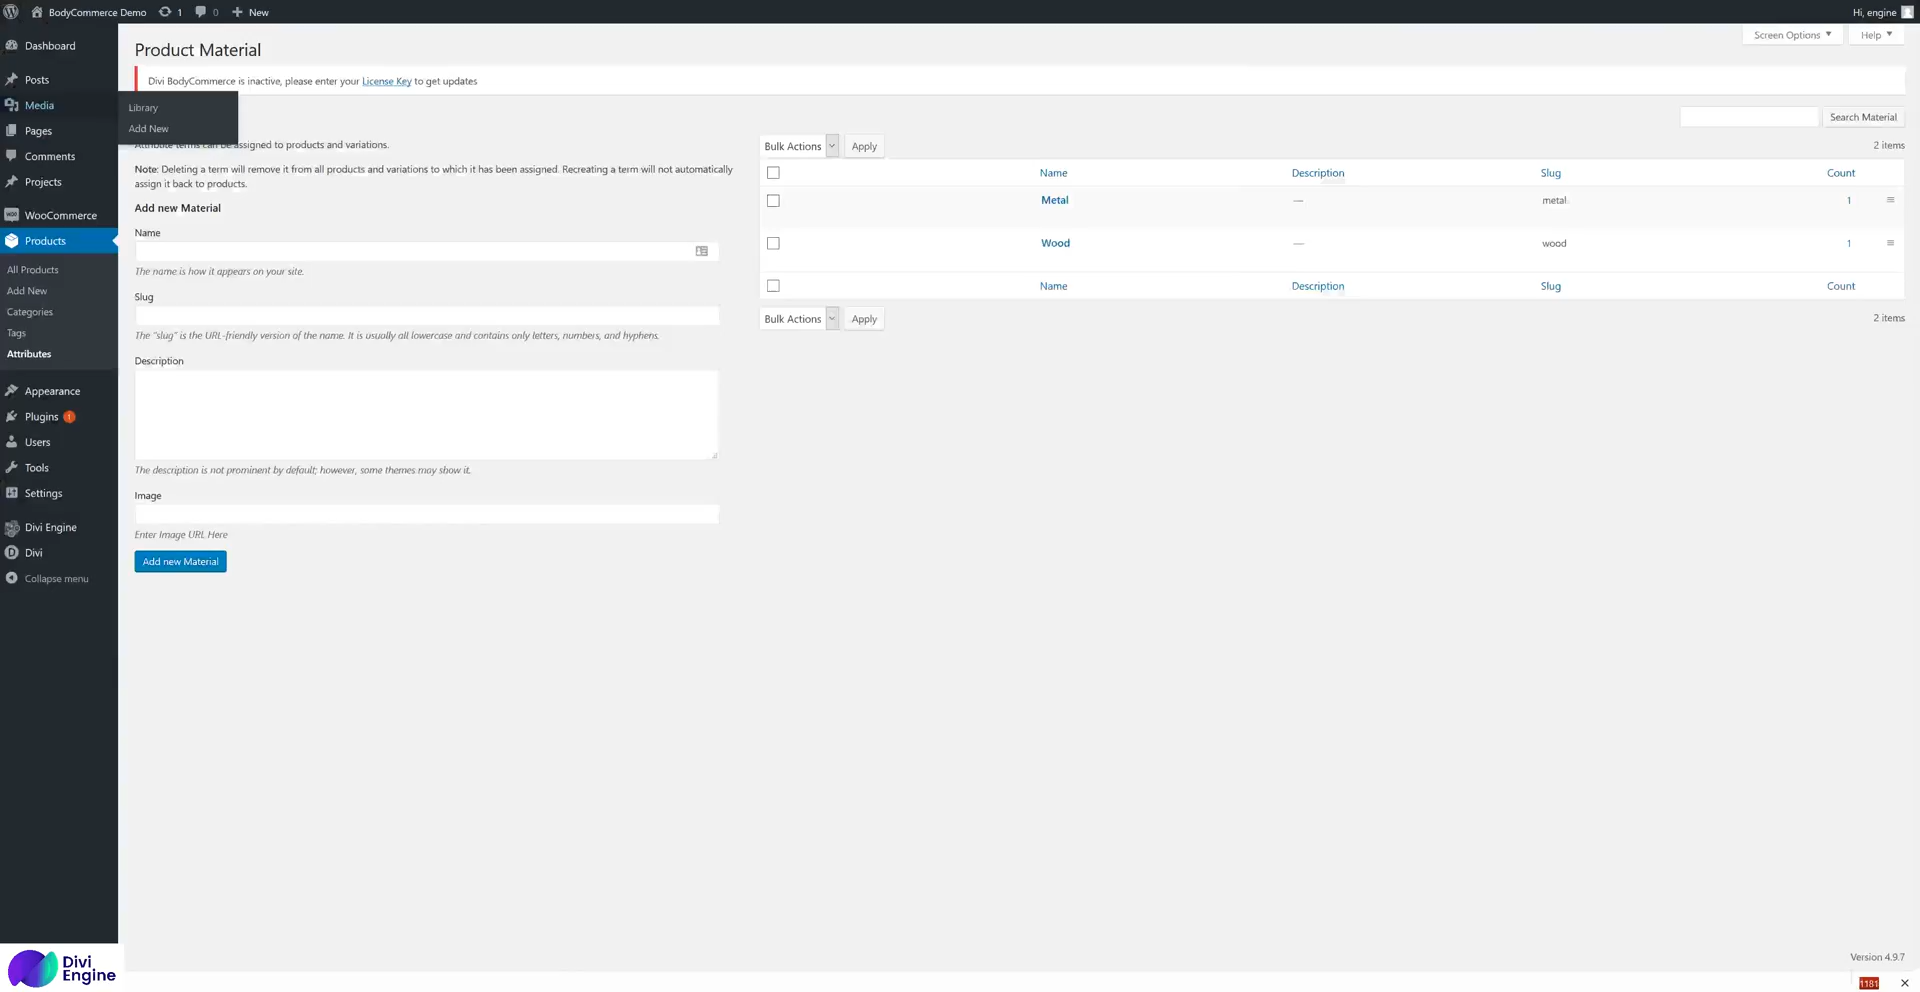 BodyCommerce Demo 1 0 New
Hi, engine
Screen Options Help
Dashboard
Posts
Media
Library
Add New
Pages
Comments
Projects
WooCommerce
Products
All Products
Add New
Categories
Tags
Attributes
Appearance
Plugins 1
Users
Tools
Settings
Divi Engine
Divi
Collapse menu
Product Material
Divi BodyCommerce is inactive, please enter your License Key to get updates
Search Material
Attribute terms can be assigned to products and variations.
Note: Deleting a term will remove it from all products and variations to which it has been assigned. Recreating a term will not automatically
assign it back to products.
Add new Material
Name
The name is how it appears on your site.
Slug
The "slug" is the URL-friendly version of the name. It is usually all lowercase and contains only letters, numbers, and hyphens.
Description
The description is not prominent by default; however, some themes may show it.
Image
Enter Image URL Here
Add new Material
Bulk Actions Apply
2 items
Name Description Slug Count
Metal — metal 1
Wood — wood 1
Name Description Slug Count
Bulk Actions Apply
2 items
Version 4.9.7
Divi
Engine
1181